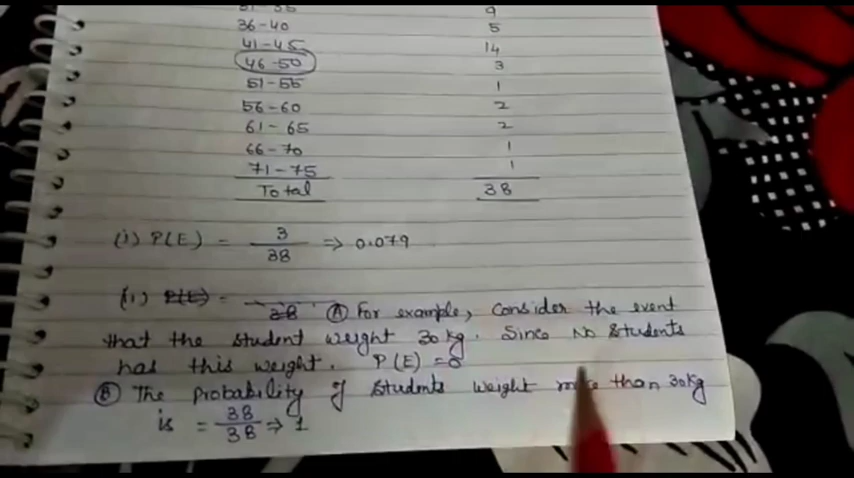 31-35 9
36-40 5
41-45 14
46-50 3
51-55 1
56-60 2
61-65 2
66-70 1
71-75 1
Total 38
(i) P(E) = 3/38 ⇒ 0.079
(ii) P(E) = /38 Ⓐ For example, Consider the event
that the student weight 30 kg. Since No Students
has this weight. P(E) = 0
Ⓑ The Probability of Students weight more than 30kg
is = 38/38 ⇒ 1